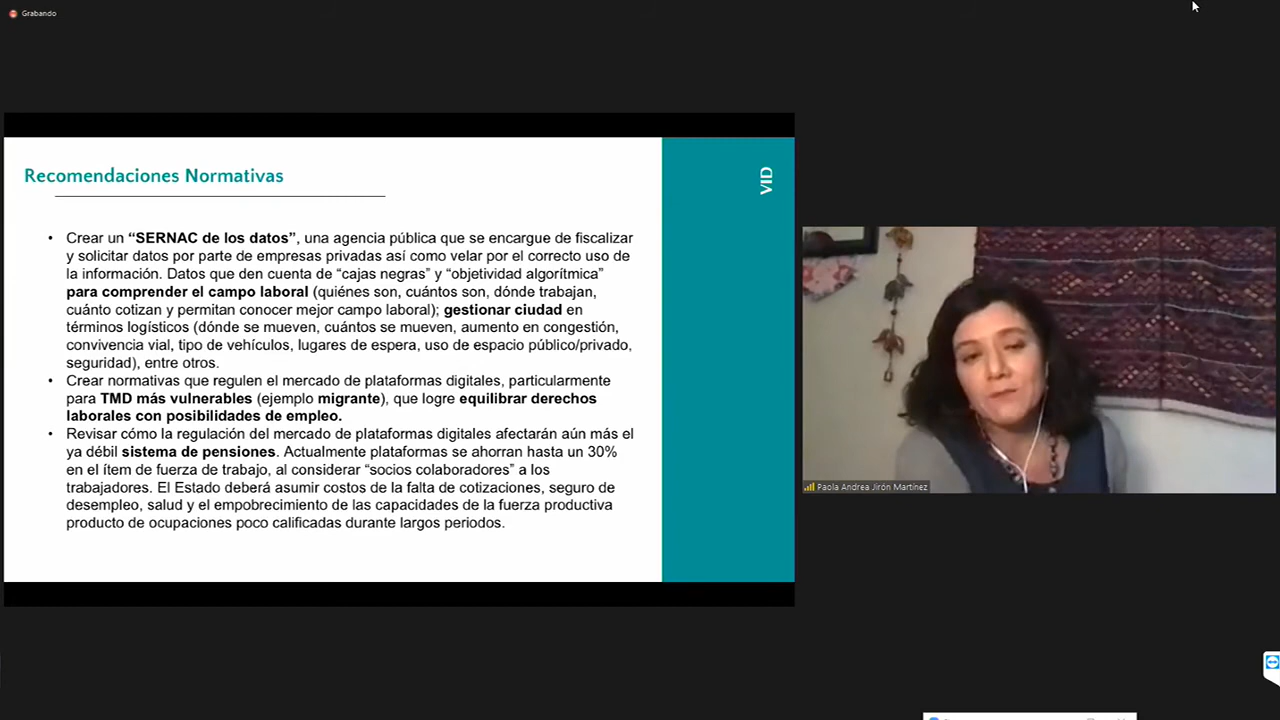 Grabando
Recomendaciones Normativas
VID
• Crear un “SERNAC de los datos”, una agencia pública que se encargue de fiscalizar
y solicitar datos por parte de empresas privadas así como velar por el correcto uso de
la información. Datos que den cuenta de “cajas negras” y “objetividad algorítmica”
para comprender el campo laboral (quiénes son, cuántos son, dónde trabajan,
cuánto cotizan y permitan conocer mejor campo laboral); gestionar ciudad en
términos logísticos (dónde se mueven, cuántos se mueven, aumento en congestión,
convivencia vial, tipo de vehículos, lugares de espera, uso de espacio público/privado,
seguridad), entre otros.
• Crear normativas que regulen el mercado de plataformas digitales, particularmente
para TMD más vulnerables (ejemplo migrante), que logre equilibrar derechos
laborales con posibilidades de empleo.
• Revisar cómo la regulación del mercado de plataformas digitales afectarán aún más el
ya débil sistema de pensiones. Actualmente plataformas se ahorran hasta un 30%
en el ítem de fuerza de trabajo, al considerar “socios colaboradores” a los
trabajadores. El Estado deberá asumir costos de la falta de cotizaciones, seguro de
desempleo, salud y el empobrecimiento de las capacidades de la fuerza productiva
producto de ocupaciones poco calificadas durante largos periodos.
Paola Andrea Jirón Martínez